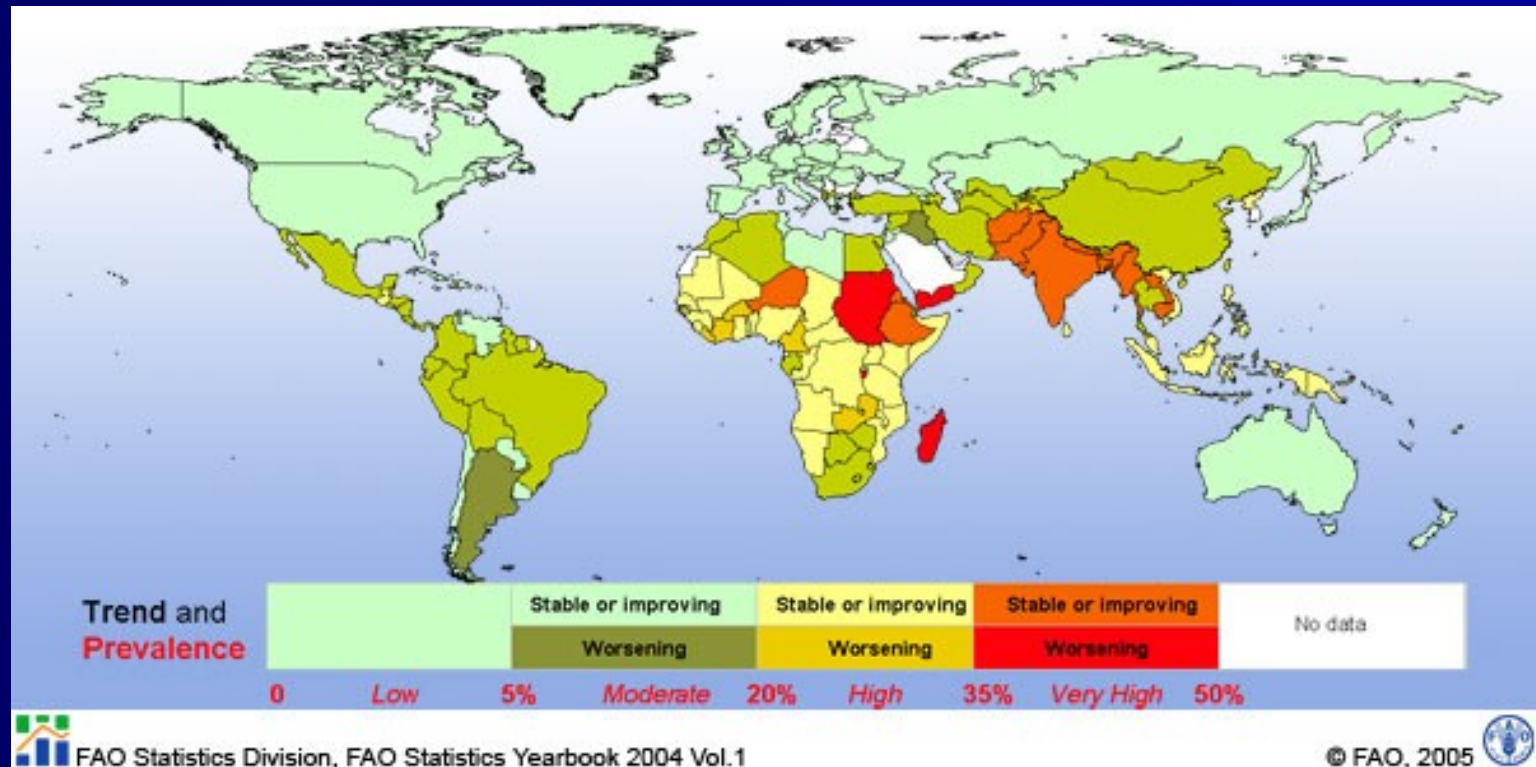 Trend and
Prevalence
Stable or improving
Stable or improving
Stable or improving
No data
Worsening
Worsening
Worsening
0 Low 5% Moderate 20% High 35% Very High 50%
FAO Statistics Division, FAO Statistics Yearbook 2004 Vol.1
© FAO, 2005